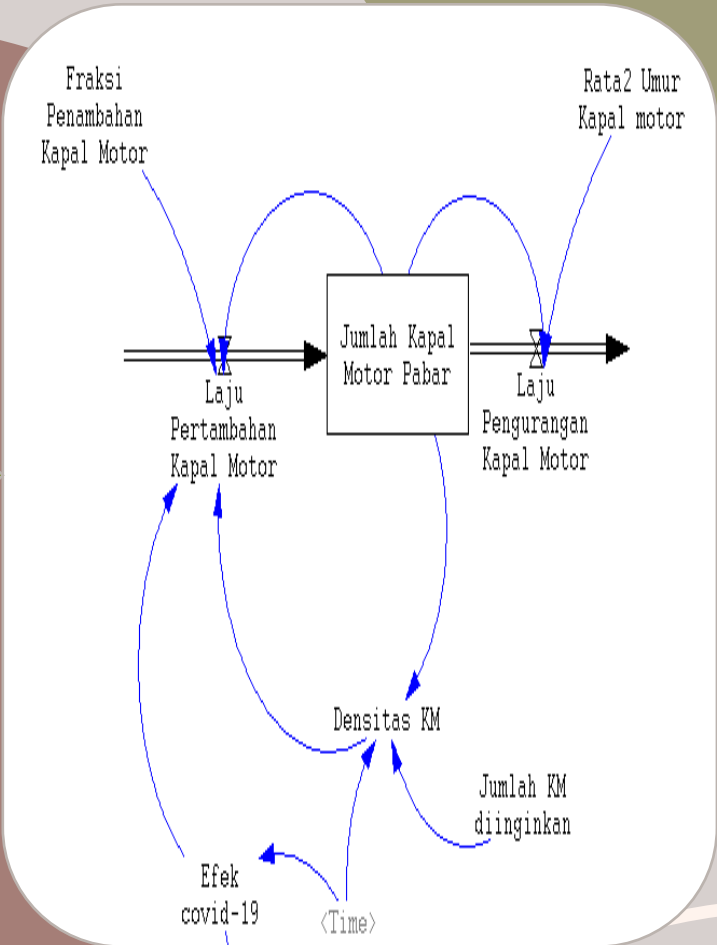 Fraksi
Penambahan
Kapal Motor
Rata2 Umur
Kapal motor
Jumlah Kapal
Motor Pabar
Laju
Pertambahan
Kapal Motor
Laju
Pengurangan
Kapal Motor
Densitas KM
Jumlah KM
diinginkan
Efek
covid-19
<Time>